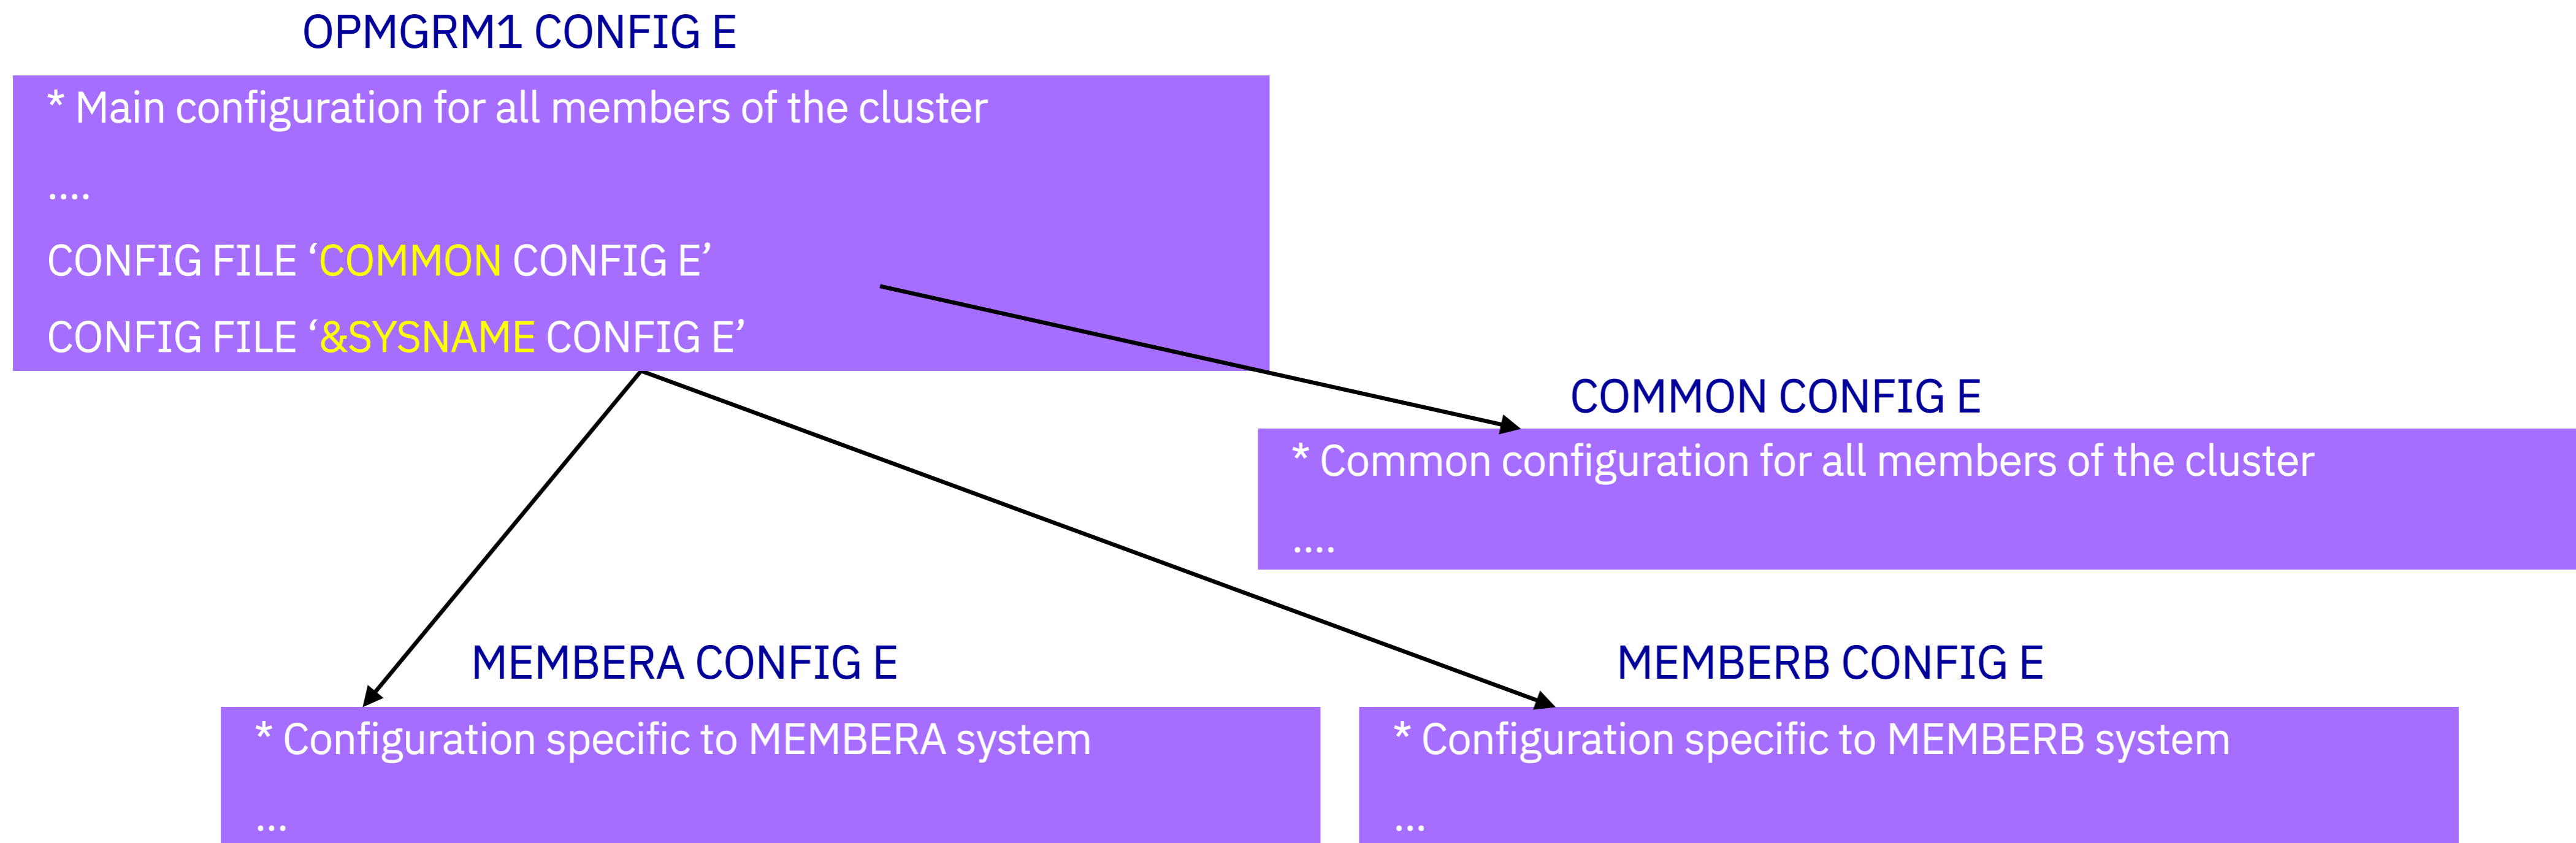 OPMGRM1 CONFIG E
* Main configuration for all members of the cluster
....
CONFIG FILE ‘COMMON CONFIG E’
CONFIG FILE ‘&SYSNAME CONFIG E’
COMMON CONFIG E
* Common configuration for all members of the cluster
....
MEMBERA CONFIG E
* Configuration specific to MEMBERA system
...
MEMBERB CONFIG E
* Configuration specific to MEMBERB system
...